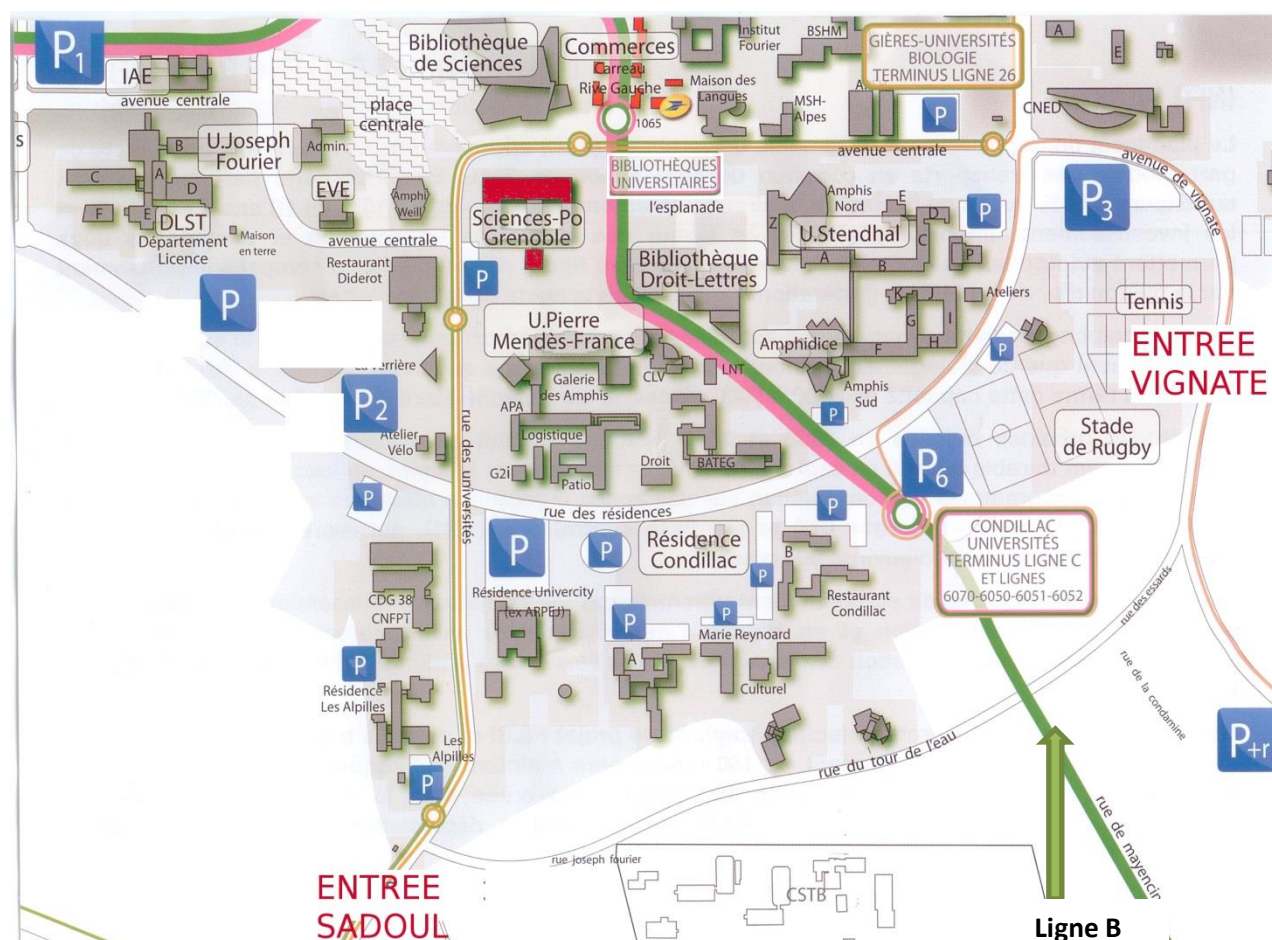 P1
IAE
avenue centrale
Bibliothèque
de Sciences
Commerces
Carreau
Rive Gauche
Institut
Fourier
BSHM
GIÈRES-UNIVERSITÉS
BIOLOGIE
TERMINUS LIGNE 26
A
E
place
centrale
Maison des
Langues
MSH-
Alpes
A
P
CNED
1065
S
U.Joseph
Fourier
Admin.
B
C
A
D
F
E
DLST
Département
Licence
Maison
en terre
EVE
Amphi
Weill
avenue centrale
BIBLIOTHÈQUES
UNIVERSITAIRES
l'esplanade
avenue centrale
avenue de vignate
P3
Sciences-Po
Grenoble
Amphis
Nord
E
D
P
Z
U.Stendhal
C
A
B
P
Restaurant
Diderot
P
P
Bibliothèque
Droit-Lettres
K
J
Ateliers
G
I
H
F
Tennis
U.Pierre
Mendès-France
Amphidice
P
ENTREE
VIGNATE
La Verrière
CLV
LNT
Amphis
Sud
P
P2
Galerie
des Amphis
APA
Stade
de Rugby
Atelier
Vélo
rue des universités
Logistique
G2i
Patio
Droit
BATEG
P6
P
rue des résidences
P
CONDILLAC
UNIVERSITÉS
TERMINUS LIGNE C
ET LIGNES
6070-6050-6051-6052
P
P
Résidence
Condillac
B
P
CDG 38
CNFPT
Résidence Univercity
(ex ARPEJ)
Restaurant
Condillac
rue des essards
P
P
Marie Reynoard
A
P
Résidence
Les Alpilles
Culturel
rue de la condamine
Les
Alpilles
P
rue du tour de l'eau
P+r
rue joseph fourier
rue de mayencin
ENTREE
SADOUL
CSTB
Ligne B